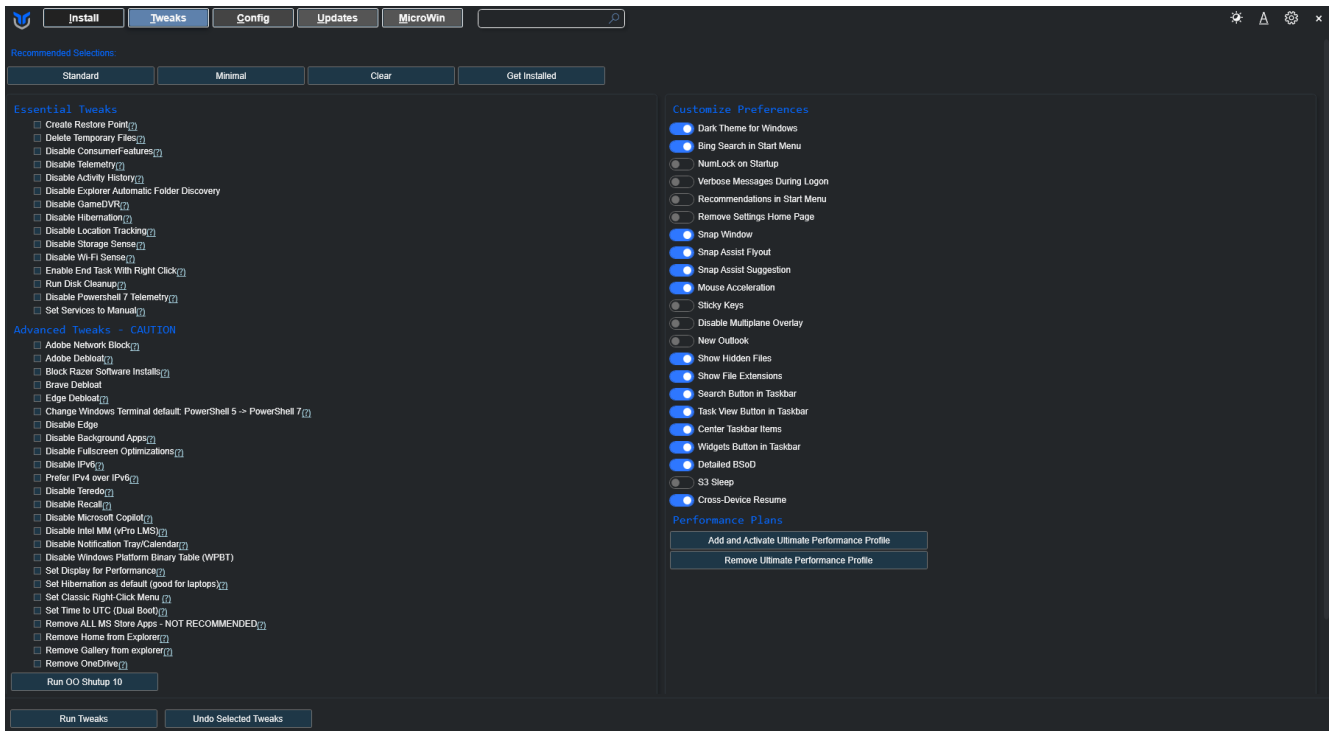 Install
Tweaks
Config
Updates
MicroWin
A
Recommended Selections:
Standard
Minimal
Clear
Get Installed
Essential Tweaks
Create Restore Point(?)
Delete Temporary Files(?)
Disable ConsumerFeatures(?)
Disable Telemetry(?)
Disable Activity History(?)
Disable Explorer Automatic Folder Discovery
Disable GameDVR(?)
Disable Hibernation(?)
Disable Location Tracking(?)
Disable Storage Sense(?)
Disable Wi-Fi Sense(?)
Enable End Task With Right Click(?)
Run Disk Cleanup(?)
Disable Powershell 7 Telemetry(?)
Set Services to Manual(?)
Advanced Tweaks - CAUTION
Adobe Network Block(?)
Adobe Debloat(?)
Block Razer Software Installs(?)
Brave Debloat
Edge Debloat(?)
Change Windows Terminal default: PowerShell 5 -> PowerShell 7(?)
Disable Edge
Disable Background Apps(?)
Disable Fullscreen Optimizations(?)
Disable IPv6(?)
Prefer IPv4 over IPv6(?)
Disable Teredo(?)
Disable Recall(?)
Disable Microsoft Copilot(?)
Disable Intel MM (vPro LMS)(?)
Disable Notification Tray/Calendar(?)
Disable Windows Platform Binary Table (WPBT)
Set Display for Performance(?)
Set Hibernation as default (good for laptops)(?)
Set Classic Right-Click Menu (?)
Set Time to UTC (Dual Boot)(?)
Remove ALL MS Store Apps - NOT RECOMMENDED(?)
Remove Home from Explorer(?)
Remove Gallery from explorer(?)
Remove OneDrive(?)
Run OO Shutup 10
Customize Preferences
Dark Theme for Windows
Bing Search in Start Menu
NumLock on Startup
Verbose Messages During Logon
Recommendations in Start Menu
Remove Settings Home Page
Snap Window
Snap Assist Flyout
Snap Assist Suggestion
Mouse Acceleration
Sticky Keys
Disable Multiplane Overlay
New Outlook
Show Hidden Files
Show File Extensions
Search Button in Taskbar
Task View Button in Taskbar
Center Taskbar Items
Widgets Button in Taskbar
Detailed BSoD
S3 Sleep
Cross-Device Resume
Performance Plans
Add and Activate Ultimate Performance Profile
Remove Ultimate Performance Profile
Run Tweaks
Undo Selected Tweaks